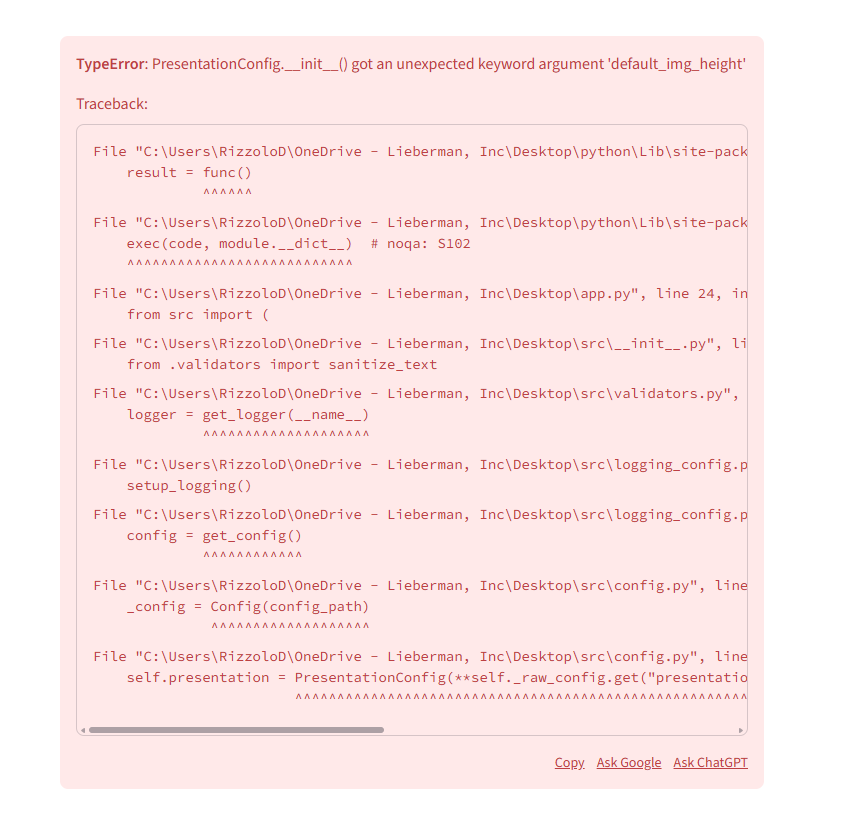 TypeError: PresentationConfig.__init__() got an unexpected keyword argument 'default_img_height'
Traceback:
File "C:\Users\RizzoloD\OneDrive - Lieberman, Inc\Desktop\python\Lib\site-pack
result = func()
^^^^^^
File "C:\Users\RizzoloD\OneDrive - Lieberman, Inc\Desktop\python\Lib\site-pack
exec(code, module.__dict__)  # noqa: S102
^^^^^^^^^^^^^^^^^^^^^^^^^^^
File "C:\Users\RizzoloD\OneDrive - Lieberman, Inc\Desktop\app.py", line 24, in
from src import (
File "C:\Users\RizzoloD\OneDrive - Lieberman, Inc\Desktop\src\__init__.py", li
from .validators import sanitize_text
File "C:\Users\RizzoloD\OneDrive - Lieberman, Inc\Desktop\src\validators.py",
logger = get_logger(__name__)
^^^^^^^^^^^^^^^^^^^^
File "C:\Users\RizzoloD\OneDrive - Lieberman, Inc\Desktop\src\logging_config.p
setup_logging()
File "C:\Users\RizzoloD\OneDrive - Lieberman, Inc\Desktop\src\logging_config.p
config = get_config()
^^^^^^^^^^^^
File "C:\Users\RizzoloD\OneDrive - Lieberman, Inc\Desktop\src\config.py", line
_config = Config(config_path)
^^^^^^^^^^^^^^^^^^^
File "C:\Users\RizzoloD\OneDrive - Lieberman, Inc\Desktop\src\config.py", line
self.presentation = PresentationConfig(**self._raw_config.get("presentatio
^^^^^^^^^^^^^^^^^^^^^^^^^^^^^^^^^^^^^^^^^^^^^^^^^^^^^^
Copy Ask Google Ask ChatGPT